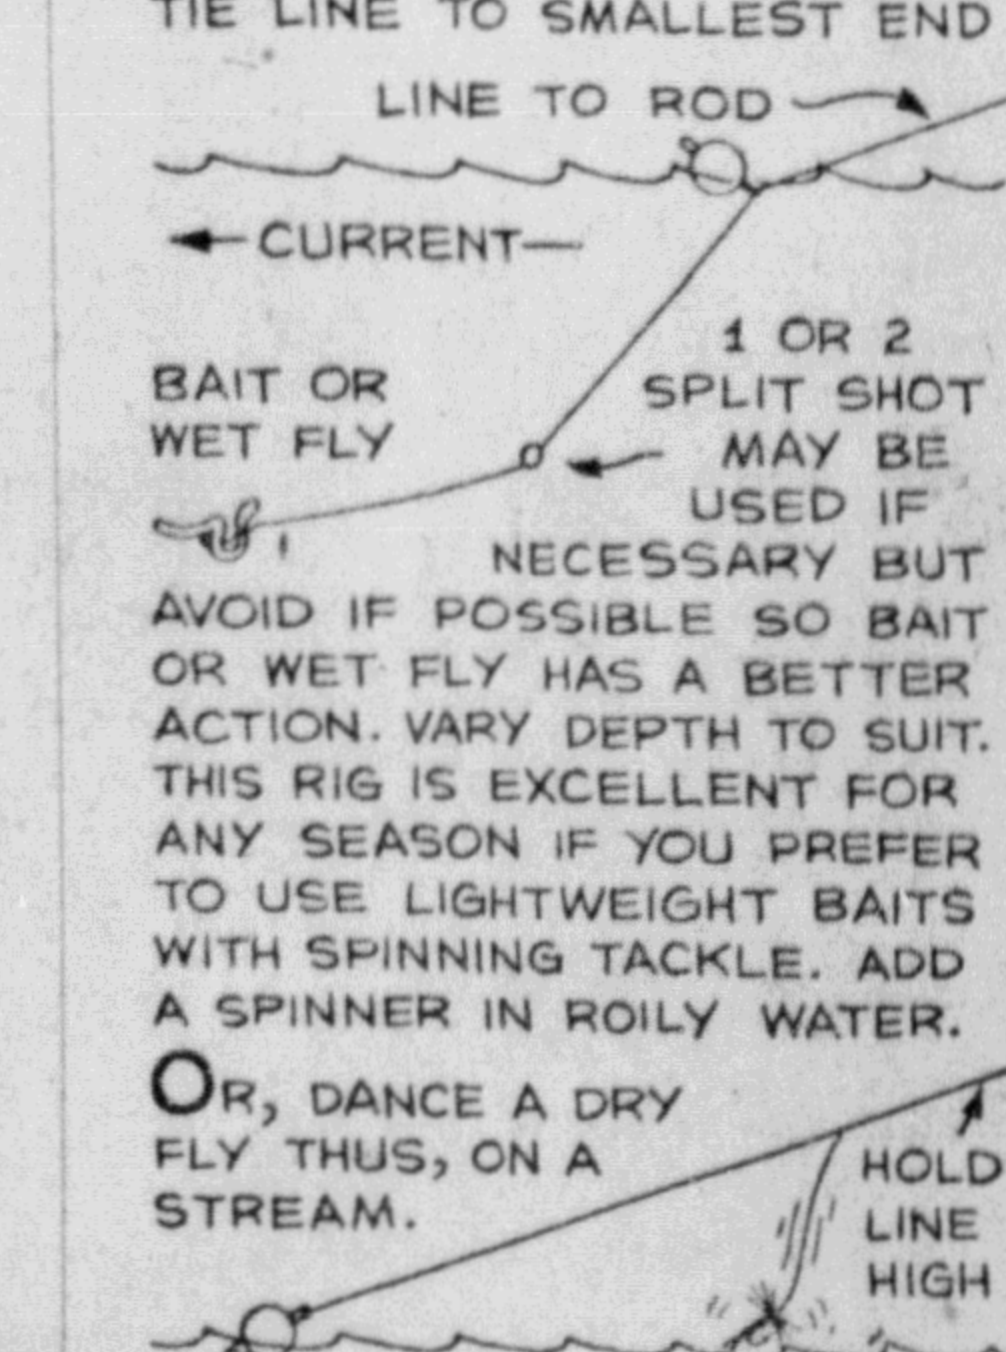 TIE LINE TO SMALLEST END
LINE TO ROD
CURRENT
BAIT OR
WET FLY
1 OR 2
SPLIT SHOT
MAY BE
USED IF
NECESSARY BUT
AVOID IF POSSIBLE SO BAIT
OR WET FLY HAS A BETTER
ACTION. VARY DEPTH TO SUIT.
THIS RIG IS EXCELLENT FOR
ANY SEASON IF YOU PREFER
TO USE LIGHTWEIGHT BAITS
WITH SPINNING TACKLE. ADD
A SPINNER IN ROILY WATER.
OR, DANCE A DRY
FLY THUS, ON A
STREAM.
HOLD
LINE
HIGH